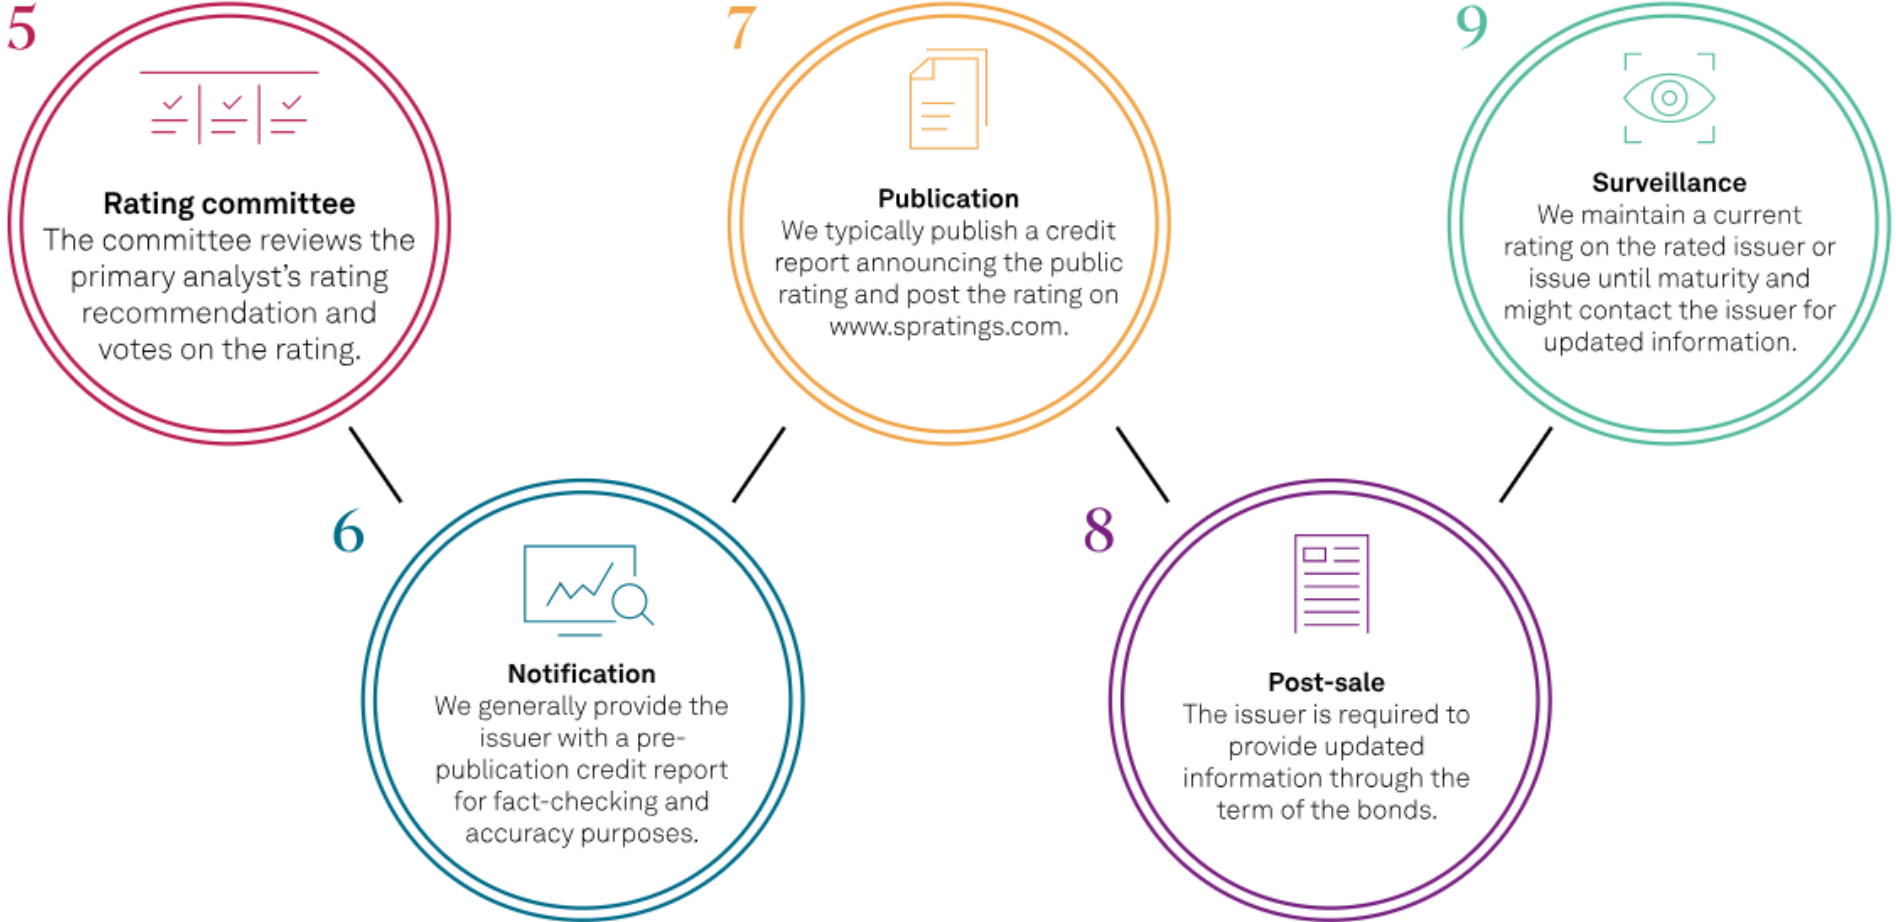 5
Rating committee
The committee reviews the
primary analyst’s rating
recommendation and
votes on the rating.
6
Notification
We generally provide the
issuer with a pre-
publication credit report
for fact-checking and
accuracy purposes.
7
Publication
We typically publish a credit
report announcing the public
rating and post the rating on
www.spratings.com.
8
Post-sale
The issuer is required to
provide updated
information through the
term of the bonds.
9
Surveillance
We maintain a current
rating on the rated issuer or
issue until maturity and
might contact the issuer for
updated information.